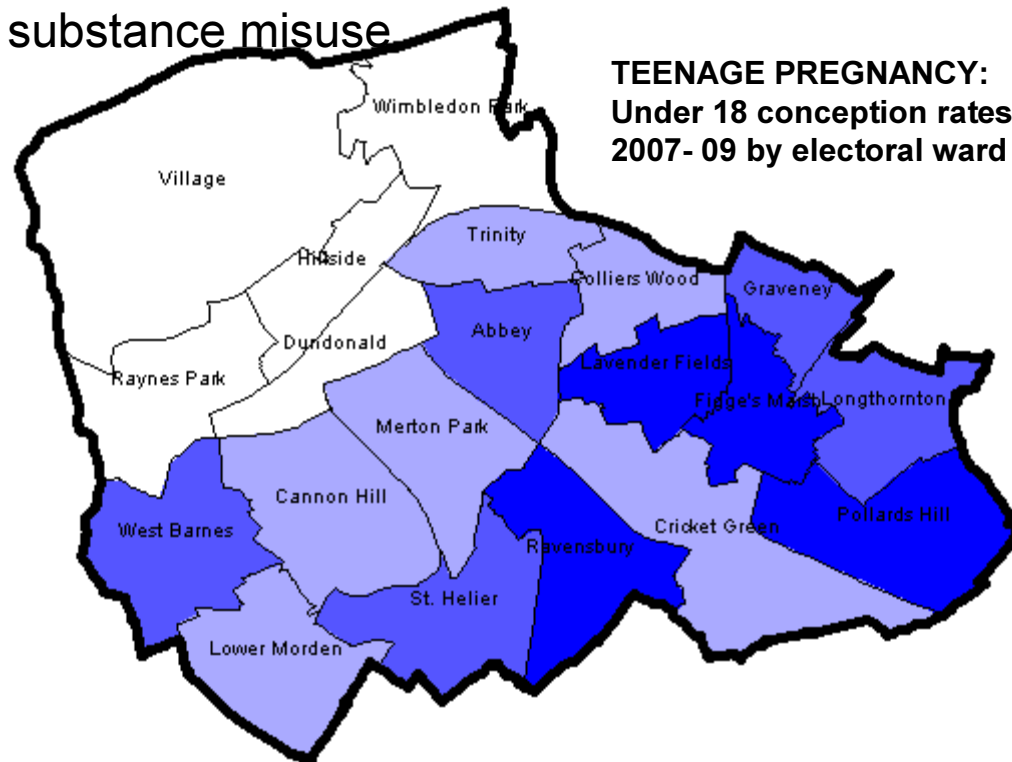 substance misuse
TEENAGE PREGNANCY:
Under 18 conception rates
2007- 09 by electoral ward
Wimbledon Park
Village
Trinity
Hillside
Colliers Wood
Graveney
Abbey
Dundonald
Lavender Fields
Raynes Park
Figge's Marsh
Longthornton
Merton Park
Cannon Hill
Pollards Hill
West Barnes
Cricket Green
Ravensbury
St. Helier
Lower Morden